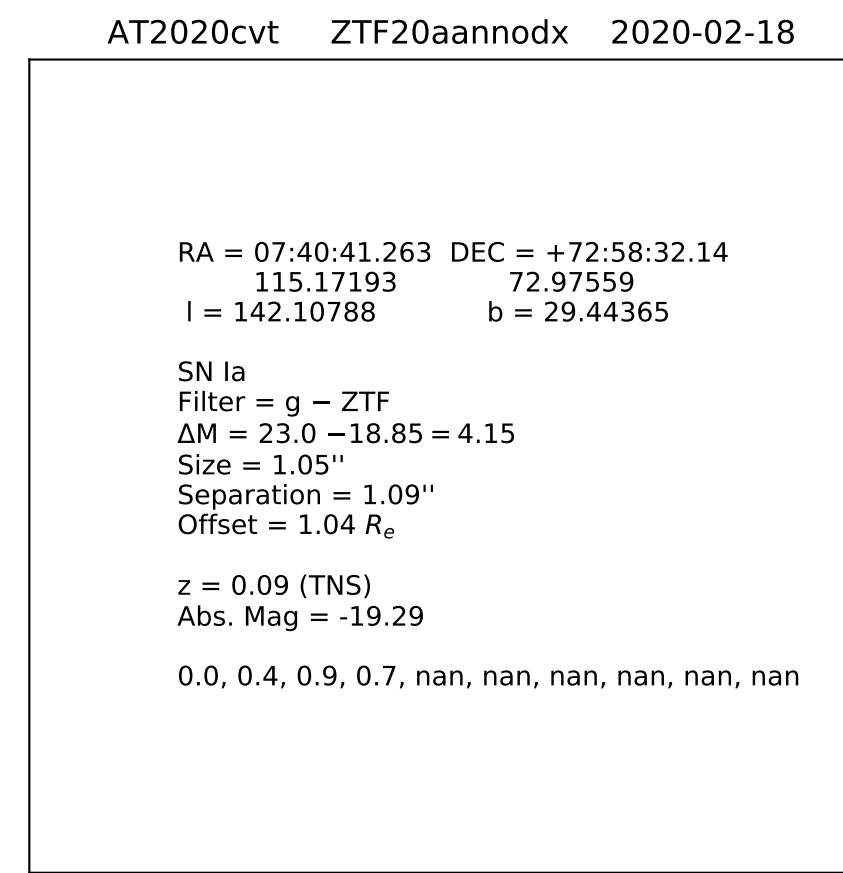 AT2020cvt ZTF20aannodx 2020-02-18
RA = 07:40:41.263 DEC = +72:58:32.14
115.17193 72.97559
l = 142.10788 b = 29.44365
SN Ia
Filter = g − ZTF
ΔM = 23.0 −18.85 = 4.15
Size = 1.05''
Separation = 1.09''
Offset = 1.04 Rₑ
z = 0.09 (TNS)
Abs. Mag = -19.29
0.0, 0.4, 0.9, 0.7, nan, nan, nan, nan, nan, nan